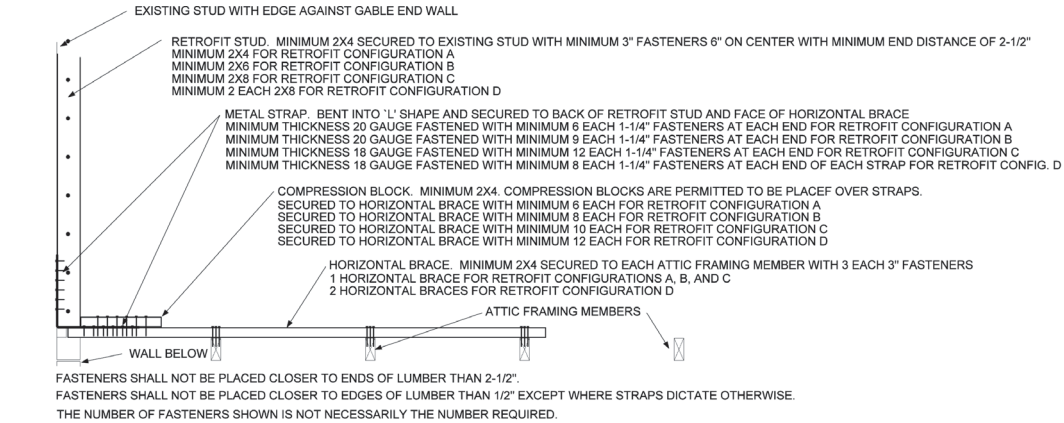 EXISTING STUD WITH EDGE AGAINST GABLE END WALL
RETROFIT STUD. MINIMUM 2X4 SECURED TO EXISTING STUD WITH MINIMUM 3" FASTENERS 6" ON CENTER WITH MINIMUM END DISTANCE OF 2-1/2"
MINIMUM 2X4 FOR RETROFIT CONFIGURATION A
MINIMUM 2X6 FOR RETROFIT CONFIGURATION B
MINIMUM 2X8 FOR RETROFIT CONFIGURATION C
MINIMUM 2 EACH 2X8 FOR RETROFIT CONFIGURATION D
METAL STRAP. BENT INTO `L' SHAPE AND SECURED TO BACK OF RETROFIT STUD AND FACE OF HORIZONTAL BRACE
MINIMUM THICKNESS 20 GAUGE FASTENED WITH MINIMUM 6 EACH 1-1/4" FASTENERS AT EACH END FOR RETROFIT CONFIGURATION A
MINIMUM THICKNESS 20 GAUGE FASTENED WITH MINIMUM 9 EACH 1-1/4" FASTENERS AT EACH END FOR RETROFIT CONFIGURATION B
MINIMUM THICKNESS 18 GAUGE FASTENED WITH MINIMUM 12 EACH 1-1/4" FASTENERS AT EACH END FOR RETROFIT CONFIGURATION C
MINIMUM THICKNESS 18 GAUGE FASTENED WITH MINIMUM 8 EACH 1-1/4" FASTENERS AT EACH END OF EACH STRAP FOR RETROFIT CONFIG. D
COMPRESSION BLOCK. MINIMUM 2X4. COMPRESSION BLOCKS ARE PERMITTED TO BE PLACEF OVER STRAPS.
SECURED TO HORIZONTAL BRACE WITH MINIMUM 6 EACH FOR RETROFIT CONFIGURATION A
SECURED TO HORIZONTAL BRACE WITH MINIMUM 8 EACH FOR RETROFIT CONFIGURATION B
SECURED TO HORIZONTAL BRACE WITH MINIMUM 10 EACH FOR RETROFIT CONFIGURATION C
SECURED TO HORIZONTAL BRACE WITH MINIMUM 12 EACH FOR RETROFIT CONFIGURATION D
HORIZONTAL BRACE. MINIMUM 2X4 SECURED TO EACH ATTIC FRAMING MEMBER WITH 3 EACH 3" FASTENERS
1 HORIZONTAL BRACE FOR RETROFIT CONFIGURATIONS A, B, AND C
2 HORIZONTAL BRACES FOR RETROFIT CONFIGURATION D
ATTIC FRAMING MEMBERS
WALL BELOW
FASTENERS SHALL NOT BE PLACED CLOSER TO ENDS OF LUMBER THAN 2-1/2".
FASTENERS SHALL NOT BE PLACED CLOSER TO EDGES OF LUMBER THAN 1/2" EXCEPT WHERE STRAPS DICTATE OTHERWISE.
THE NUMBER OF FASTENERS SHOWN IS NOT NECESSARILY THE NUMBER REQUIRED.